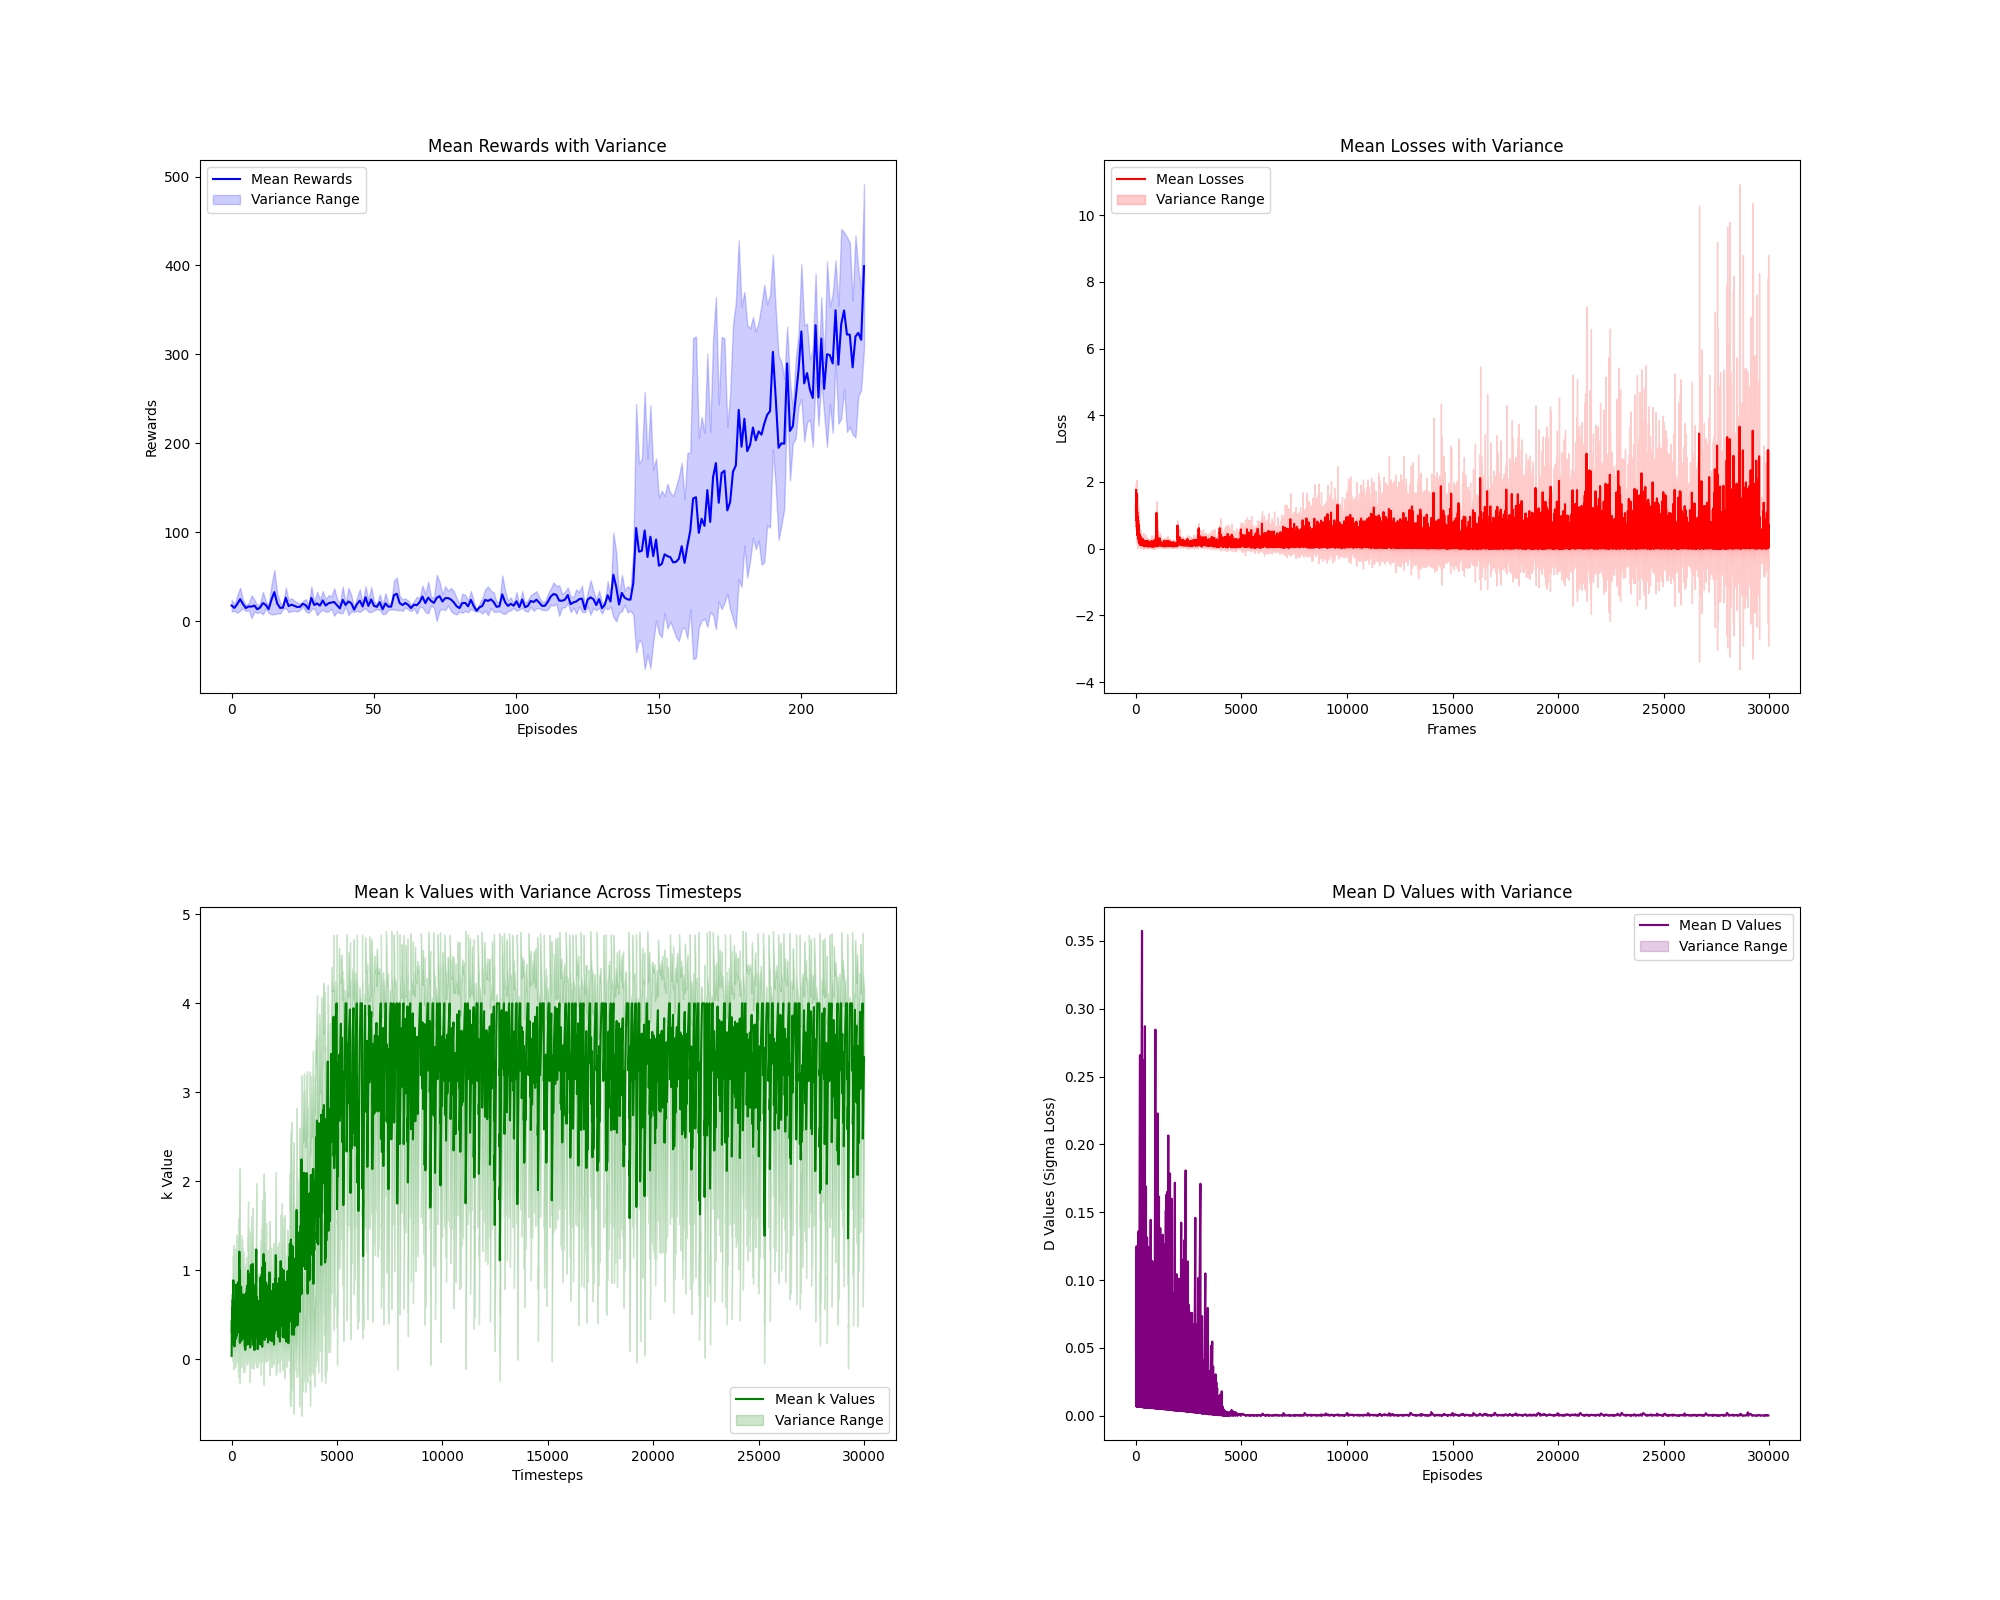 Mean Rewards with Variance
Mean Rewards
Variance Range
500
400
300
200
100
0
Rewards
0 50 100 150 200
Episodes
Mean Losses with Variance
Mean Losses
Variance Range
10
8
6
4
2
0
−2
−4
Loss
0 5000 10000 15000 20000 25000 30000
Frames
Mean k Values with Variance Across Timesteps
5
4
3
2
1
0
k Value
Mean k Values
Variance Range
0 5000 10000 15000 20000 25000 30000
Timesteps
Mean D Values with Variance
Mean D Values
Variance Range
0.35
0.30
0.25
0.20
0.15
0.10
0.05
0.00
D Values (Sigma Loss)
0 5000 10000 15000 20000 25000 30000
Episodes